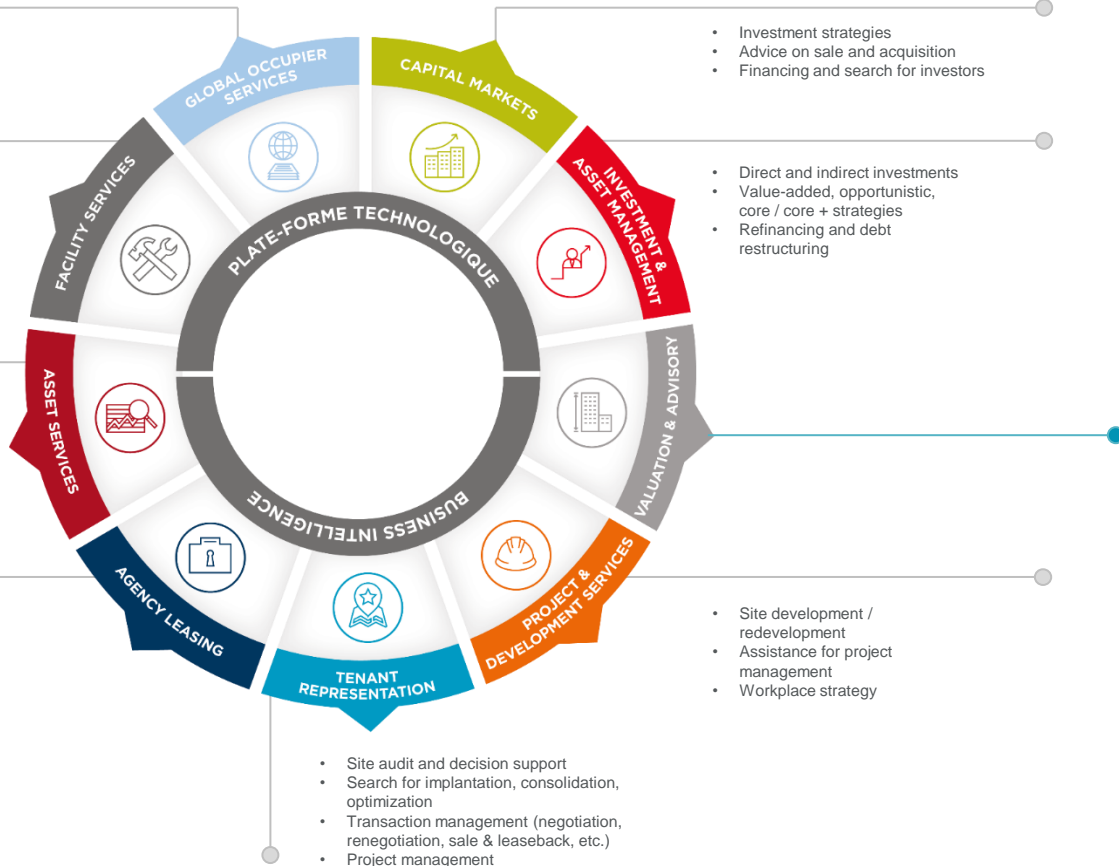 GLOBAL OCCUPIER
SERVICES
CAPITAL MARKETS
• Investment strategies
• Advice on sale and acquisition
• Financing and search for investors
INVESTMENT &
ASSET MANAGEMENT
• Direct and indirect investments
• Value-added, opportunistic,
core / core + strategies
• Refinancing and debt
restructuring
FACILITY SERVICES
PLATE-FORME TECHNOLOGIQUE
VALUATION & ADVISORY
ASSET SERVICES
BUSINESS INTELLIGENCE
AGENCY LEASING
PROJECT &
DEVELOPMENT SERVICES
• Site development /
redevelopment
• Assistance for project
management
• Workplace strategy
TENANT
REPRESENTATION
• Site audit and decision support
• Search for implantation, consolidation,
optimization
• Transaction management (negotiation,
renegotiation, sale & leaseback, etc.)
• Project management